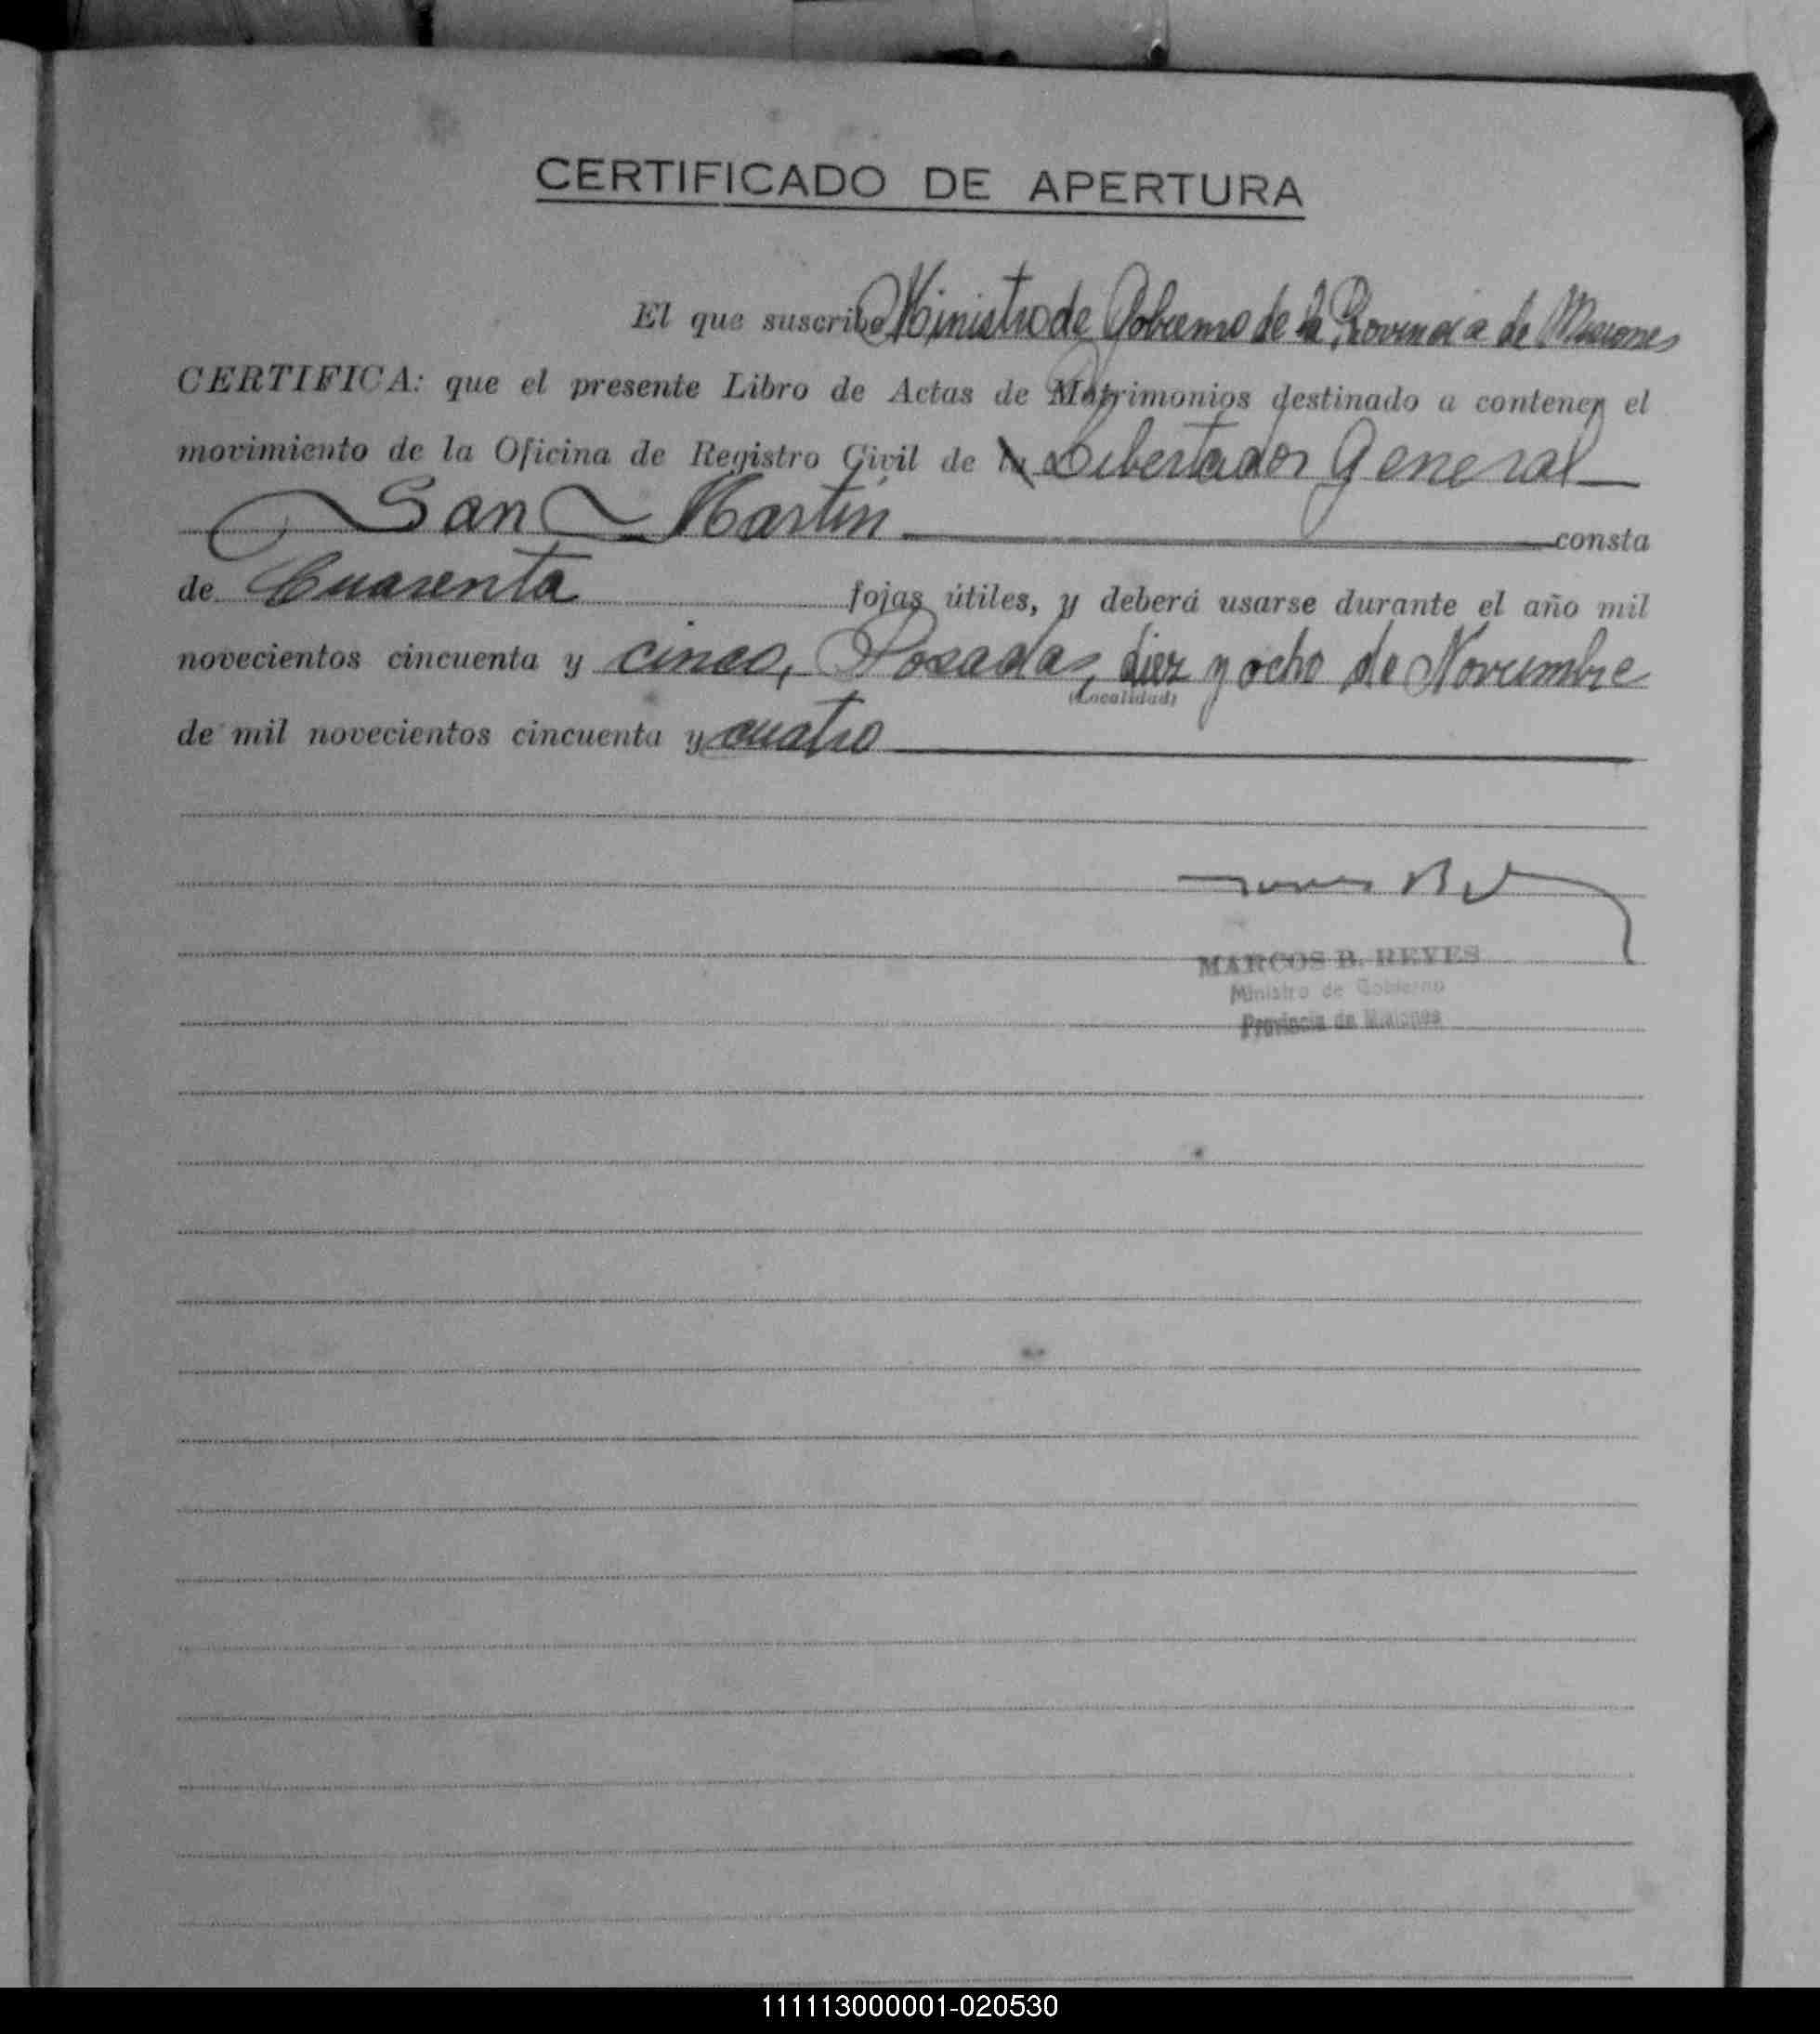 CERTIFICADO DE APERTURA
El que suscribe Ministro de Gobierno de la Provincia de Misiones
CERTIFICA: que el presente Libro de Actas de Matrimonios destinado a contener el
movimiento de la Oficina de Registro Civil de la Libertador General
San Martín consta
de Cuarenta fojas útiles, y deberá usarse durante el año mil
novecientos cincuenta y cinco, Posadas, diez y ocho de Noviembre
(Localidad)
de mil novecientos cincuenta y cuatro
MARCOS B. REYES
Ministro de Gobierno
Provincia de Misiones
111113000001-020530